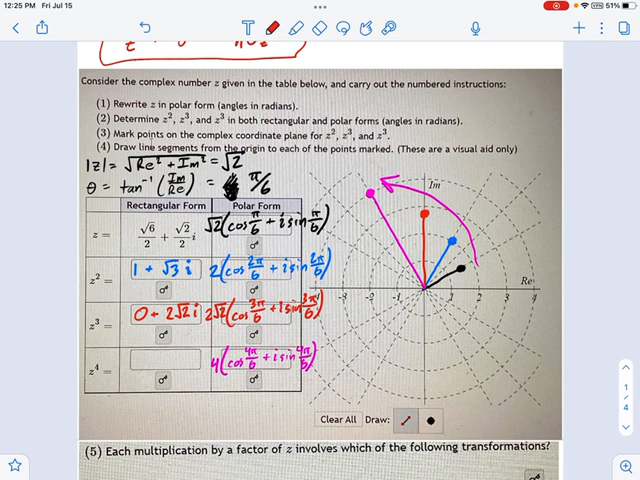 12:25 PM Fri Jul 15
51%
Consider the complex number z given in the table below, and carry out the numbered instructions:
(1) Rewrite z in polar form (angles in radians).
(2) Determine z², z³, and z³ in both rectangular and polar forms (angles in radians).
(3) Mark points on the complex coordinate plane for z², z³, and z³.
(4) Draw line segments from the origin to each of the points marked. (These are a visual aid only)
|z| = √Re² + Im² = √2
θ = tan⁻¹(Im/Re) = π/6
Rectangular Form Polar Form
z = √6/2 + √2/2 i √2(cos π/6 + i sin π/6)
z² = 1 + √3 i 2(cos 2π/6 + i sin 2π/6)
z³ = 0 + 2√2 i 2√2(cos 3π/6 + i sin 3π/6)
z⁴ = 4(cos 4π/6 + i sin 4π/6)
Im
Re
-3 -2 -1 1 2 3 4
Clear All Draw:
(5) Each multiplication by a factor of z involves which of the following transformations?
1
/
4